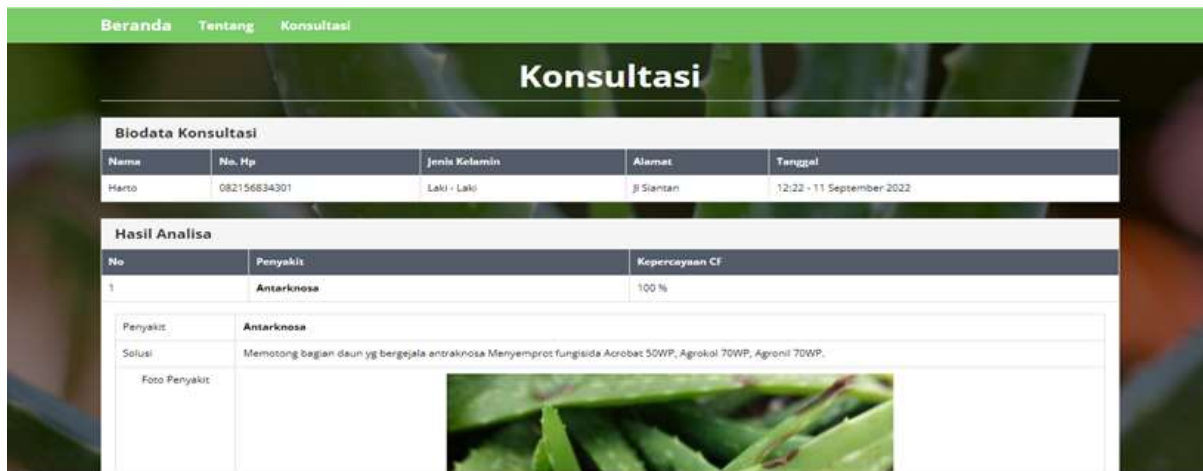 Beranda Tentang Konsultasi
Konsultasi
Biodata Konsultasi
Nama No. Hp Jenis Kelamin Alamat Tanggal
Harto 082156834301 Laki - Laki Jl Siantan 12:22 - 11 September 2022
Hasil Analisa
No Penyakit Kepercayaan CF
1 Antarknosa 100 %
Penyakit Antarknosa
Solusi Memotong bagian daun yg bergejala antraknosa Menyemprot fungisida Acrobat 50WP, Agrokol 70WP, Agronil 70WP.
Foto Penyakit